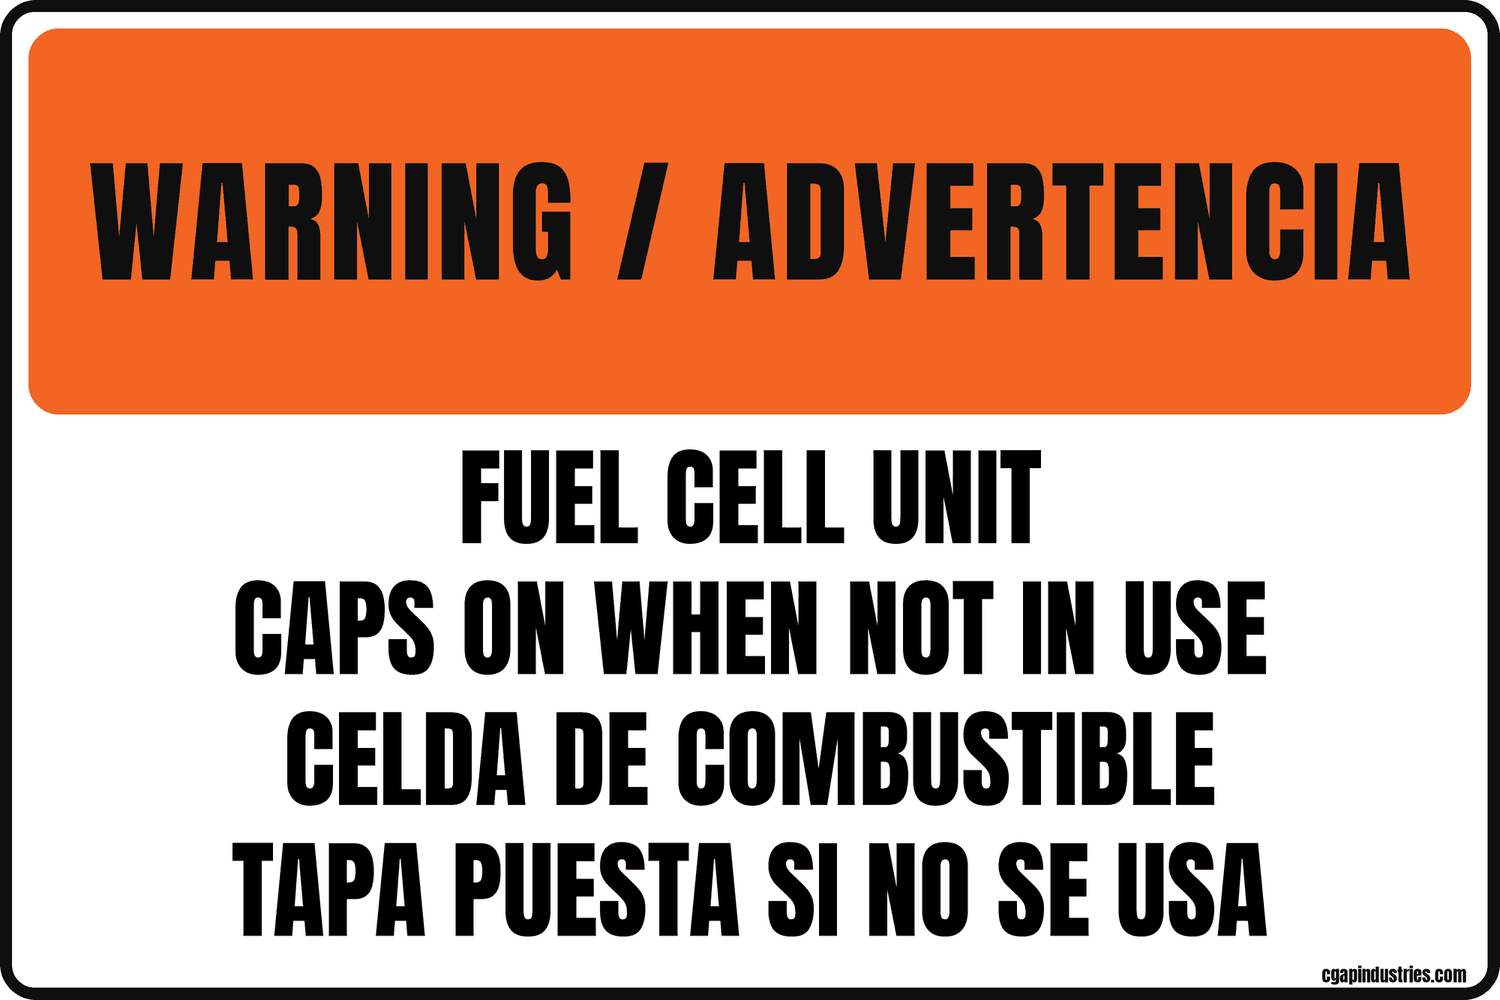 WARNING / ADVERTENCIA
FUEL CELL UNIT
CAPS ON WHEN NOT IN USE
CELDA DE COMBUSTIBLE
TAPA PUESTA SI NO SE USA
cgapindustries.com